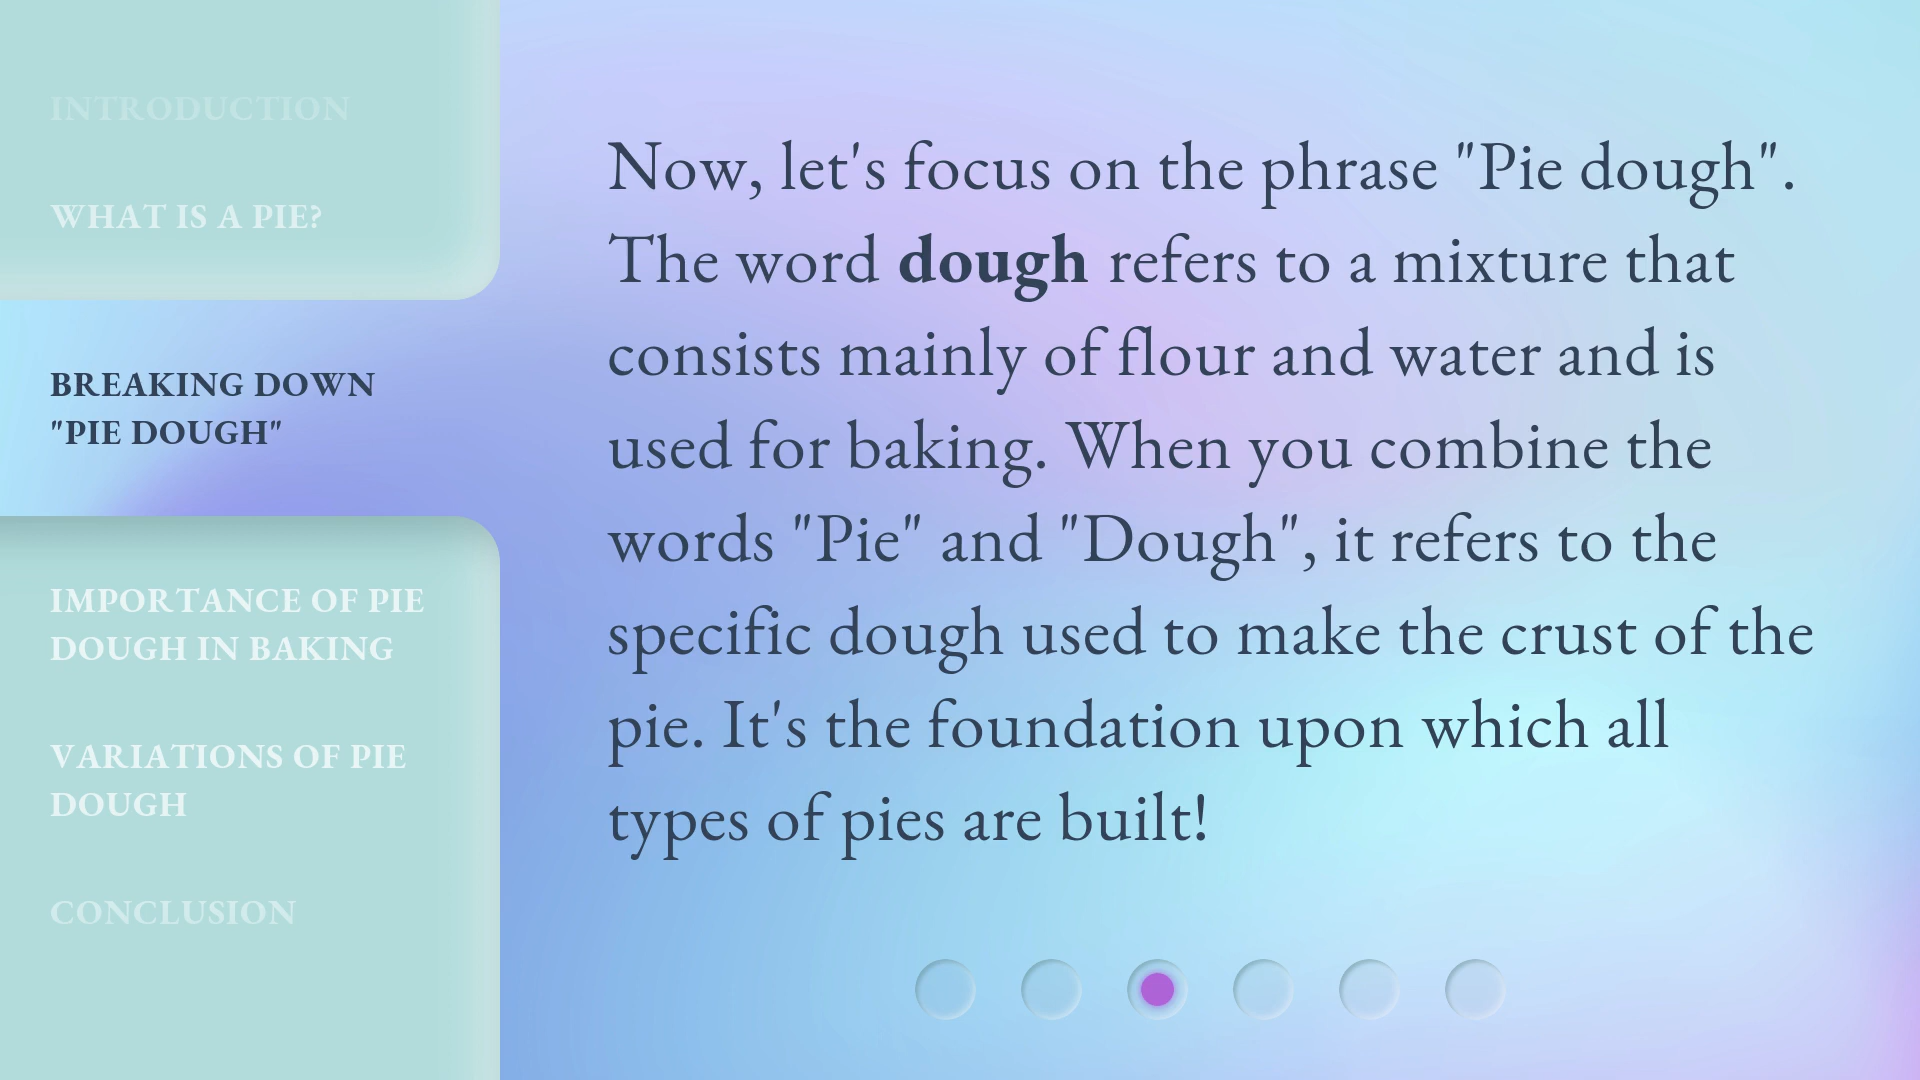 INTRODUCTION
WHAT IS A PIE?
BREAKING DOWN
"PIE DOUGH"
IMPORTANCE OF PIE
DOUGH IN BAKING
VARIATIONS OF PIE
DOUGH
CONCLUSION
Now, let's focus on the phrase "Pie dough".
The word dough refers to a mixture that
consists mainly of flour and water and is
used for baking. When you combine the
words "Pie" and "Dough", it refers to the
specific dough used to make the crust of the
pie. It's the foundation upon which all
types of pies are built!